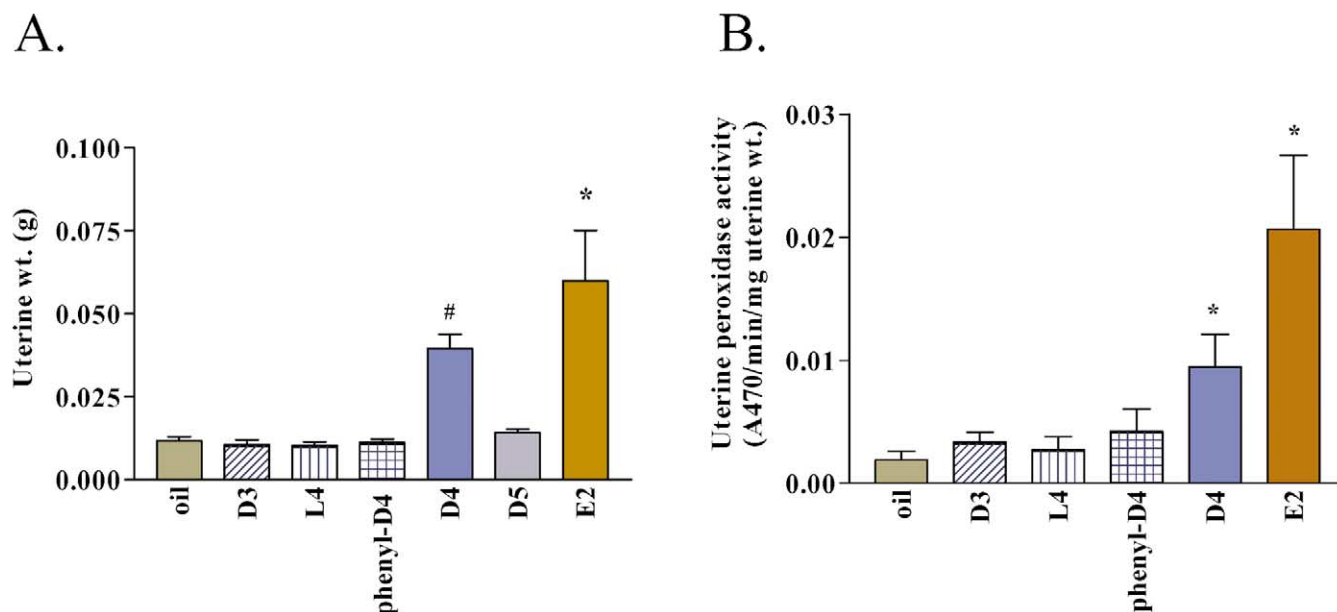 A.
B.
Uterine wt. (g)
0.100
0.075
0.050
0.025
0.000
#
*
oil
D3
L4
phenyl-D4
D4
D5
E2
Uterine peroxidase activity
(A470/min/mg uterine wt.)
0.03
0.02
0.01
0.00
*
*
oil
D3
L4
phenyl-D4
D4
E2